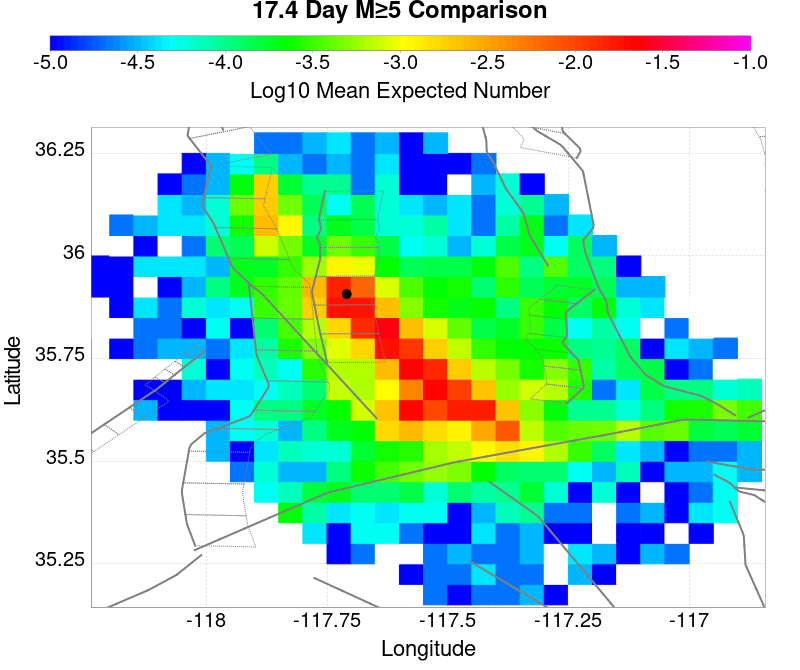 17.4 Day M≥5 Comparison
-5.0 -4.5 -4.0 -3.5 -3.0 -2.5 -2.0 -1.5 -1.0
Log10 Mean Expected Number
36.25
36
35.75
35.5
35.25
Latitude
-118 -117.75 -117.5 -117.25 -117
Longitude